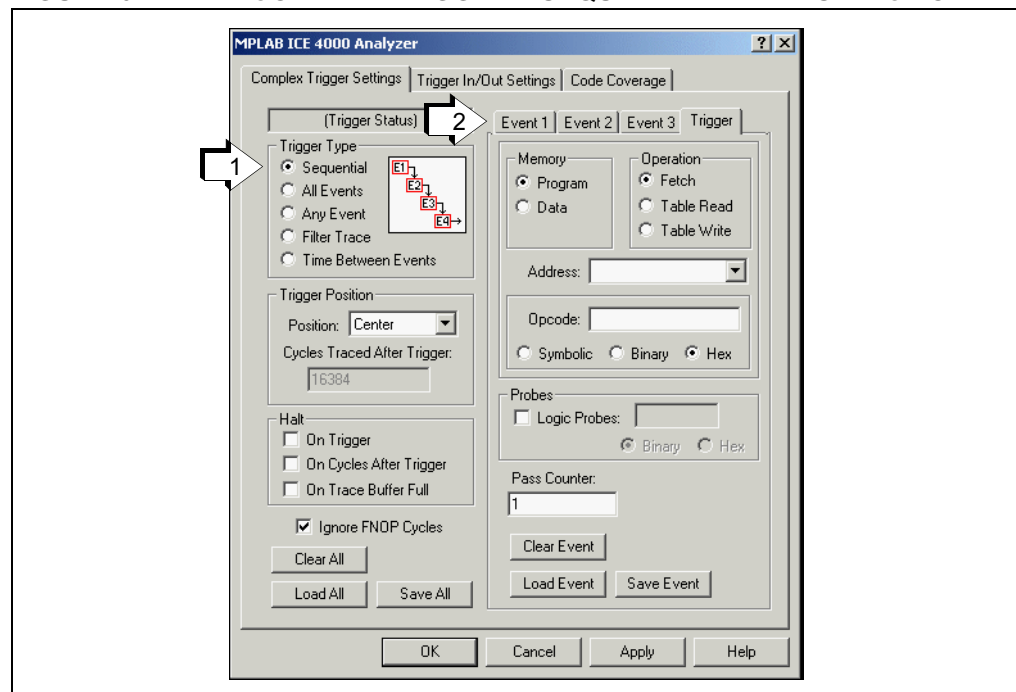 MPLAB ICE 4000 Analyzer
Complex Trigger Settings Trigger In/Out Settings Code Coverage
(Trigger Status)
1
Trigger Type
Sequential
All Events
Any Event
Filter Trace
Time Between Events
E1
E2
E3
E4
Trigger Position
Position: Center
Cycles Traced After Trigger:
16384
Halt
On Trigger
On Cycles After Trigger
On Trace Buffer Full
Ignore FNOP Cycles
Clear All
Load All Save All
2
Event 1 Event 2 Event 3 Trigger
Memory
Program
Data
Operation
Fetch
Table Read
Table Write
Address:
Opcode:
Symbolic Binary Hex
Probes
Logic Probes:
Binary Hex
Pass Counter:
1
Clear Event
Load Event Save Event
OK Cancel Apply Help